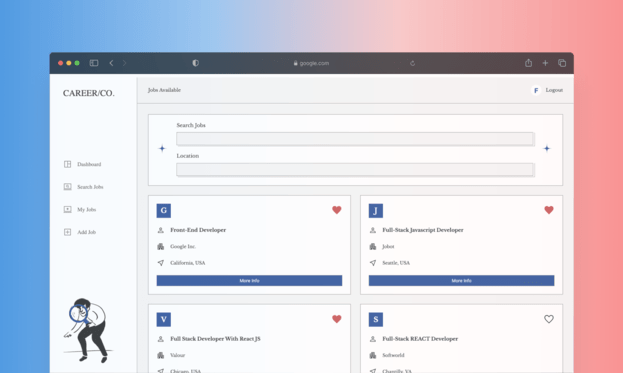 google.com
CAREER/CO.
Jobs Available
F
Logout
Search Jobs
Location
Dashboard
Search Jobs
My Jobs
Add Job
G
Front-End Developer
Google Inc.
California, USA
More Info
J
Full-Stack Javascript Developer
Jobot
Seattle, USA
More Info
V
Full Stack Developer With React JS
Valour
Chicago, USA
S
Full-Stack REACT Developer
Softworld
Chantilly, VA